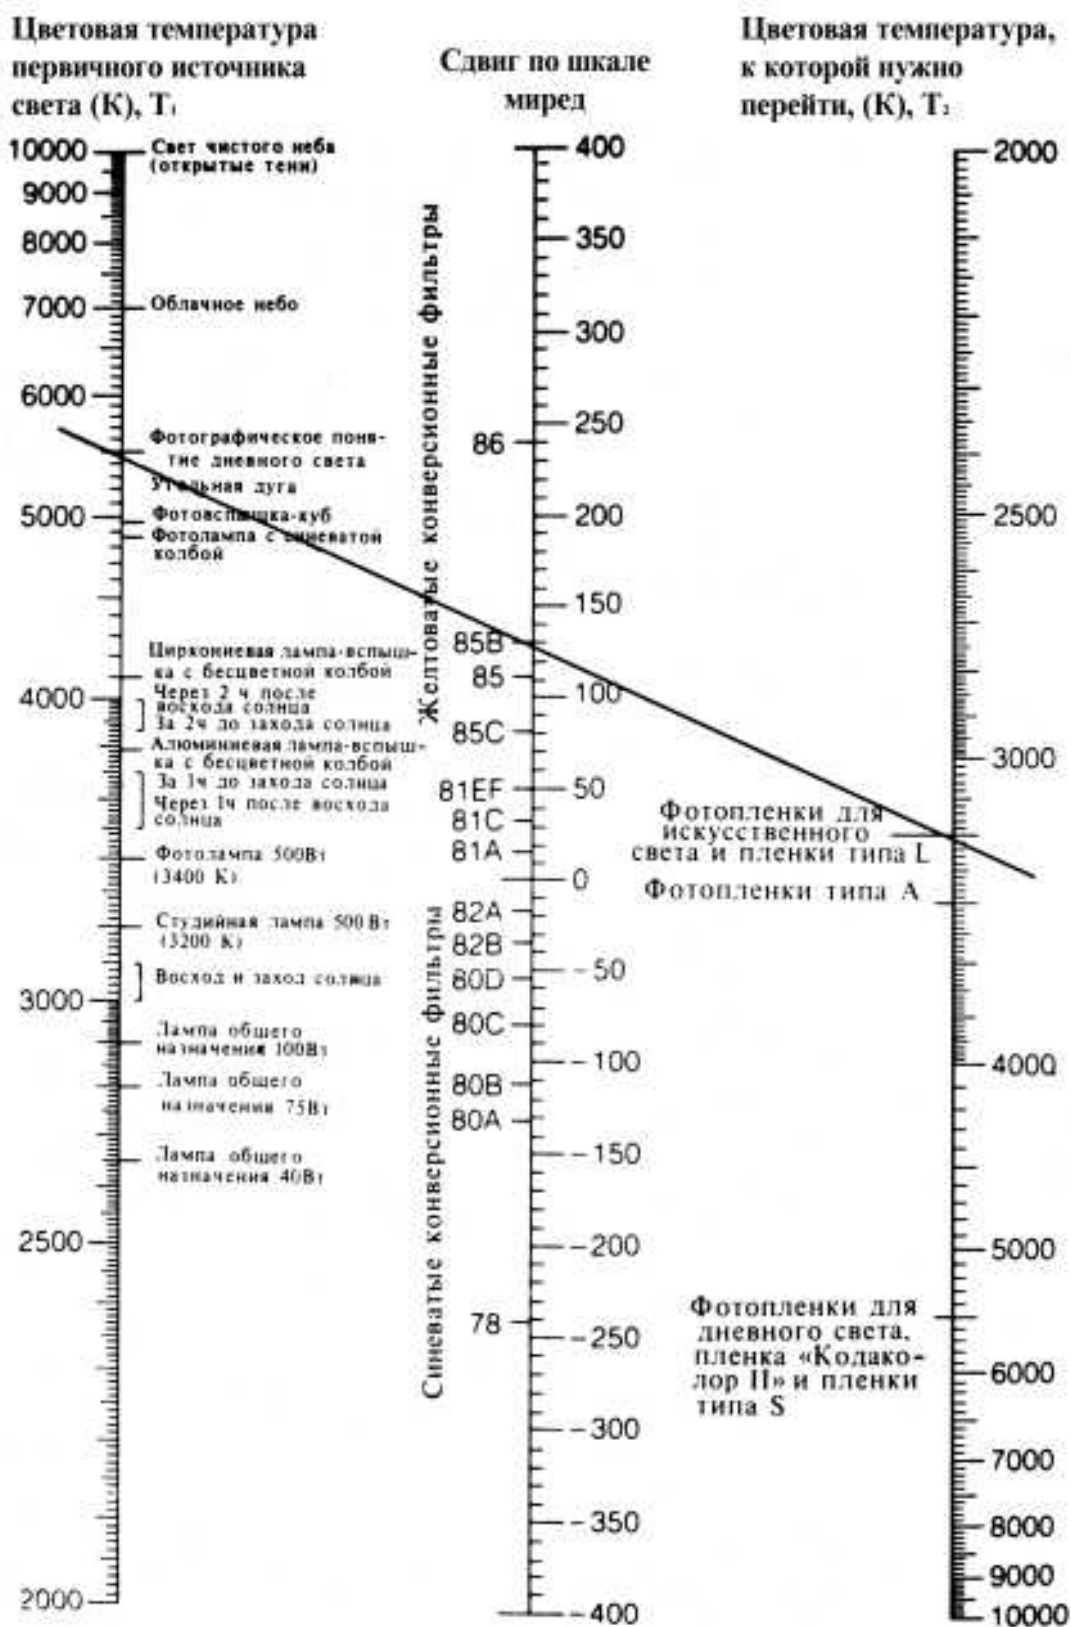 Цветовая температура
первичного источника
света (К), Т₁
Сдвиг по шкале
миред
Цветовая температура,
к которой нужно
перейти, (К), Т₂
10000
9000
8000
7000
6000
5000
4000
3000
2500
2000
Свет чистого неба
(открытые тени)
Облачное небо
Фотографическое поня-
тие дневного света
Угольная дуга
Фотовспышка-куб
Фотолампа с синеватой
колбой
Циркониевая лампа-вспыш-
ка с бесцветной колбой
Через 2 ч после
восхода солнца
За 2ч до захода солнца
Алюминиевая лампа-вспыш-
ка с бесцветной колбой
За 1ч до захода солнца
Через 1ч после восхода
солнца
Фотолампа 500Вт
(3400 К)
Студийная лампа 500 Вт
(3200 К)
Восход и заход солнца
Лампа общего
назначения 100Вт
Лампа общего
назначения 75Вт
Лампа общего
назначения 40Вт
Желтоватые конверсионные фильтры
Синеватые конверсионные фильтры
86
85B
85
85C
81EF
81C
81A
82A
82B
80D
80C
80B
80A
78
400
350
300
250
200
150
100
50
0
-50
-100
-150
-200
-250
-300
-350
-400
Фотопленки для
искусственного
света и пленки типа L
Фотопленки типа А
Фотопленки для
дневного света,
пленка «Кодако-
лор II» и пленки
типа S
2000
2500
3000
4000
5000
6000
7000
8000
9000
10000